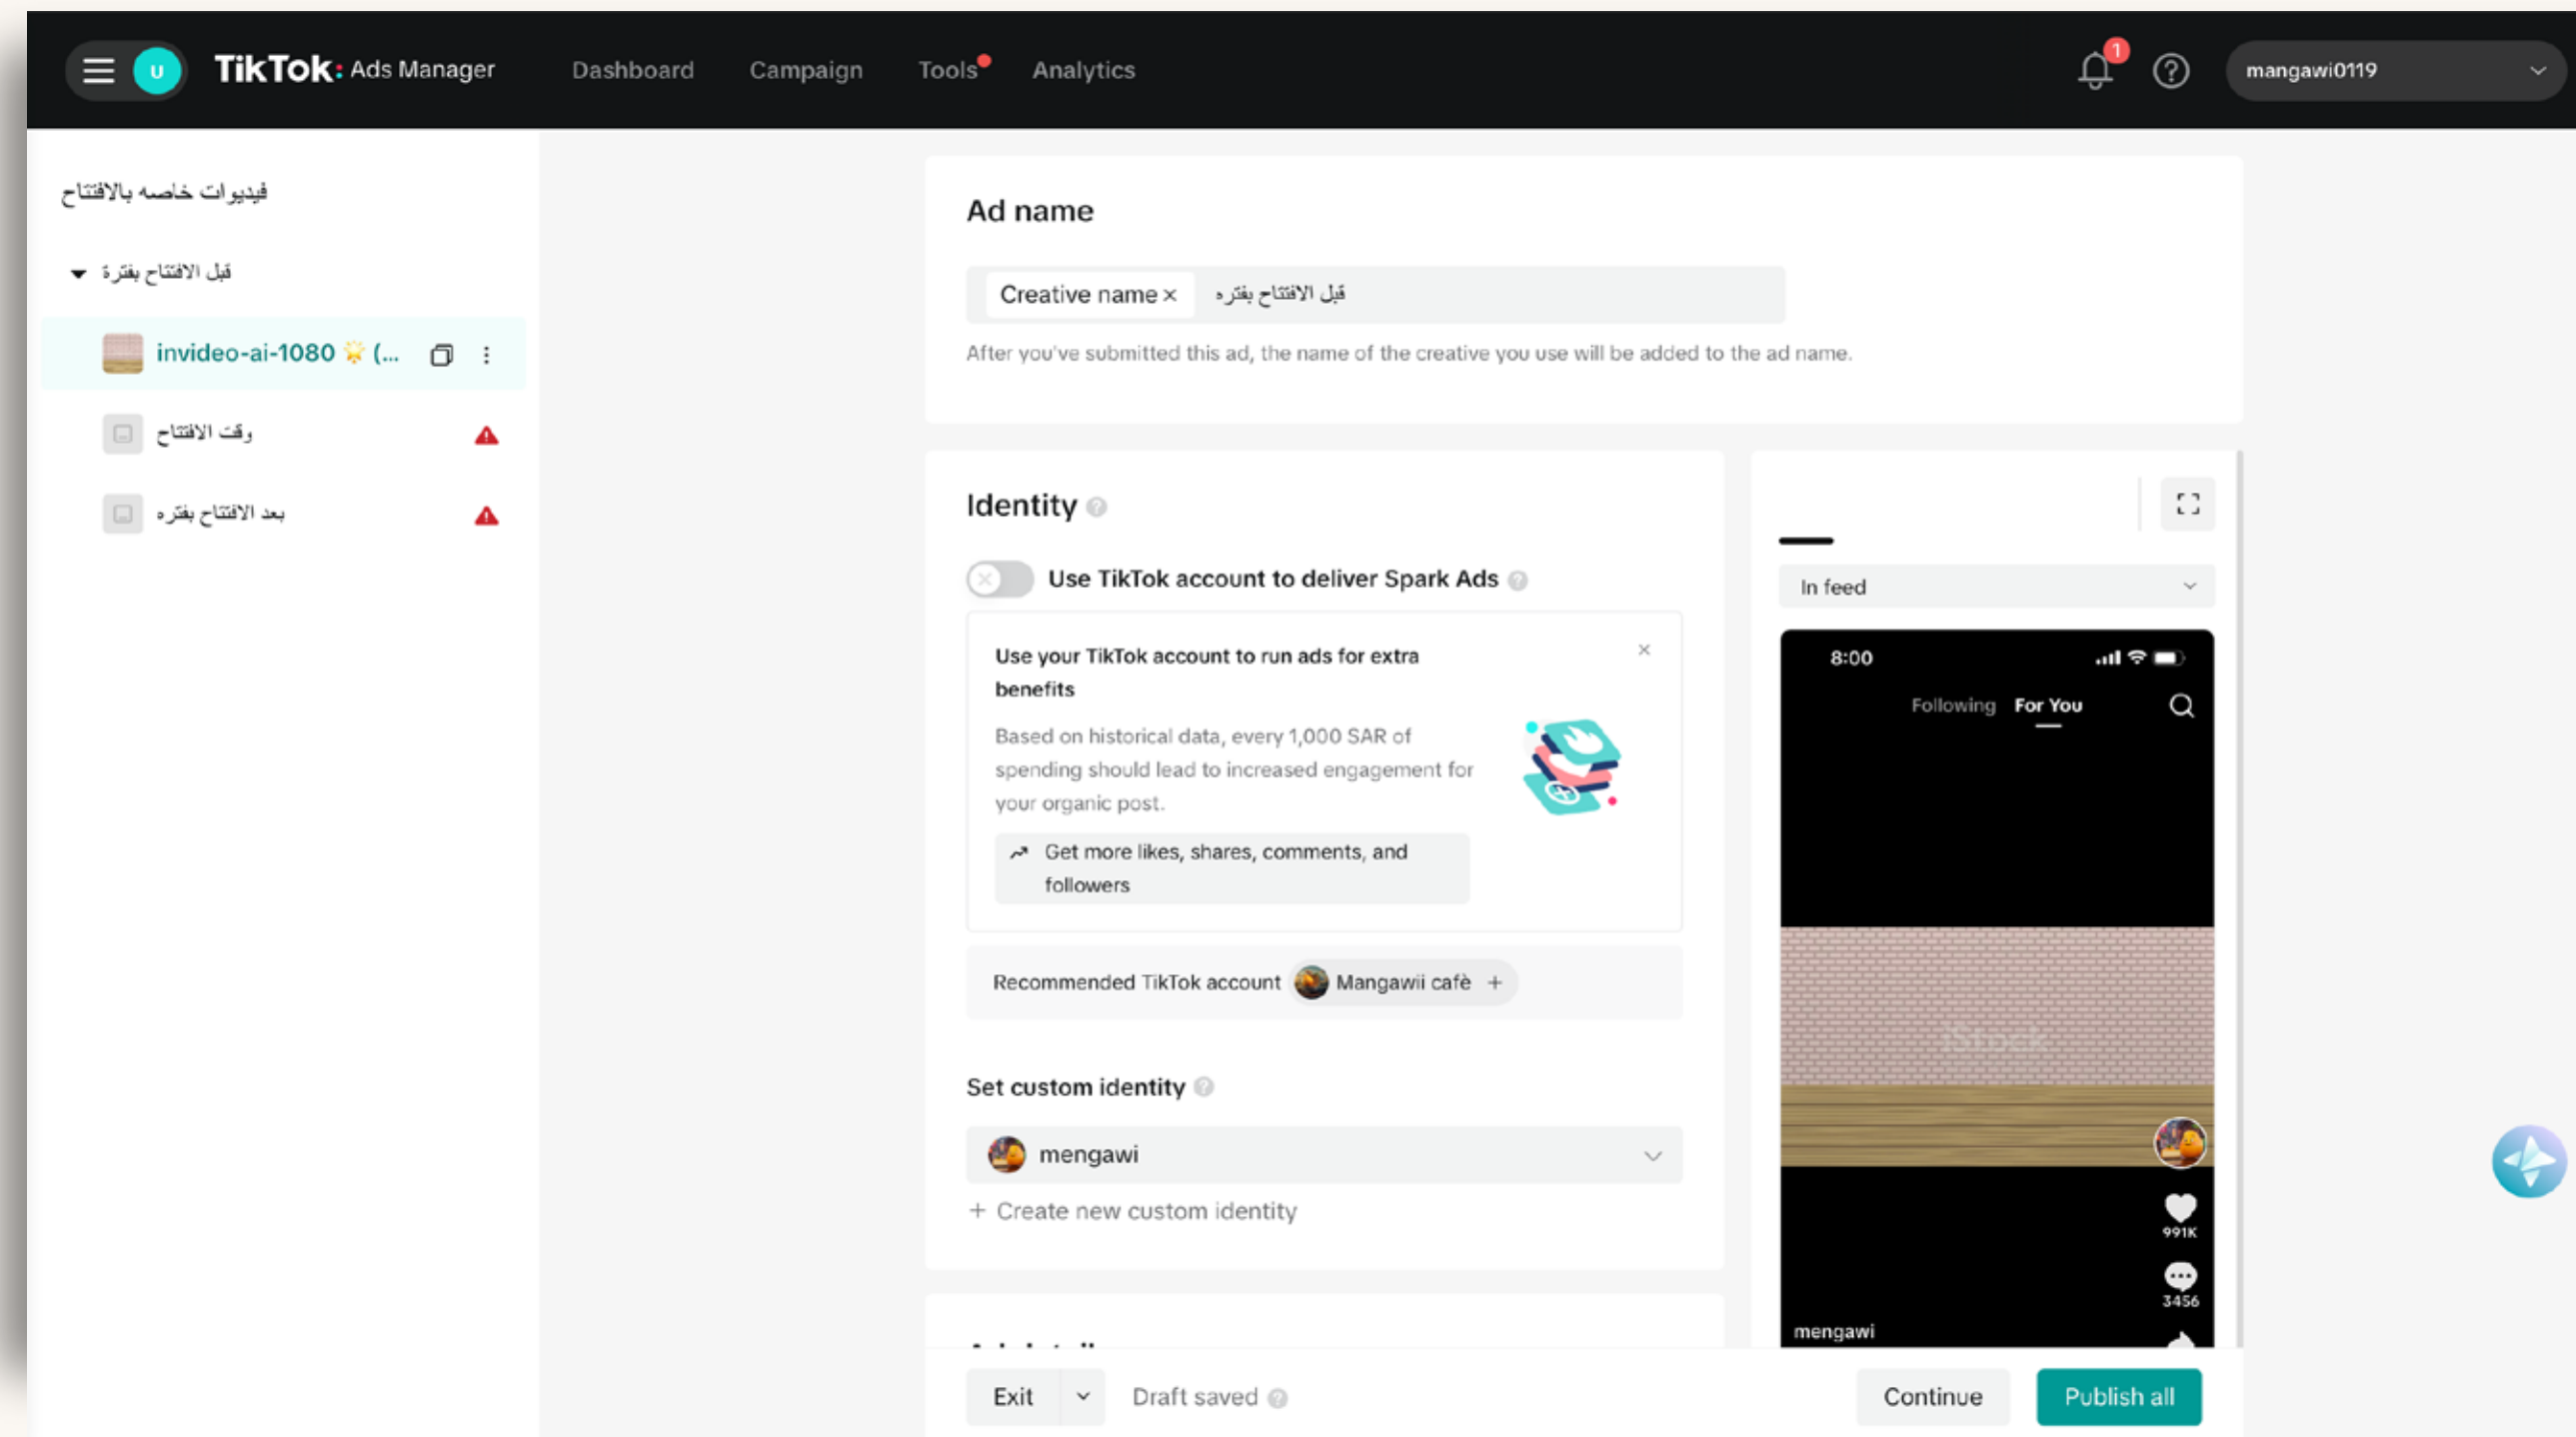 U
TikTok: Ads Manager
Dashboard
Campaign
Tools
Analytics
1
mangawi0119
فيديوات خاصه بالافتتاح
قبل الافتتاح بفترة
invideo-ai-1080 🌟 (...
وقت الافتتاح
بعد الافتتاح بفتره
Ad name
Creative name × قبل الافتتاح بفتره
After you've submitted this ad, the name of the creative you use will be added to the ad name.
Identity
Use TikTok account to deliver Spark Ads
Use your TikTok account to run ads for extra
benefits
Based on historical data, every 1,000 SAR of
spending should lead to increased engagement for
your organic post.
Get more likes, shares, comments, and
followers
Recommended TikTok account Mangawii cafè +
Set custom identity
mengawi
+ Create new custom identity
In feed
8:00
Following For You
iStock
991K
3456
mengawi
Exit
Draft saved
Continue
Publish all